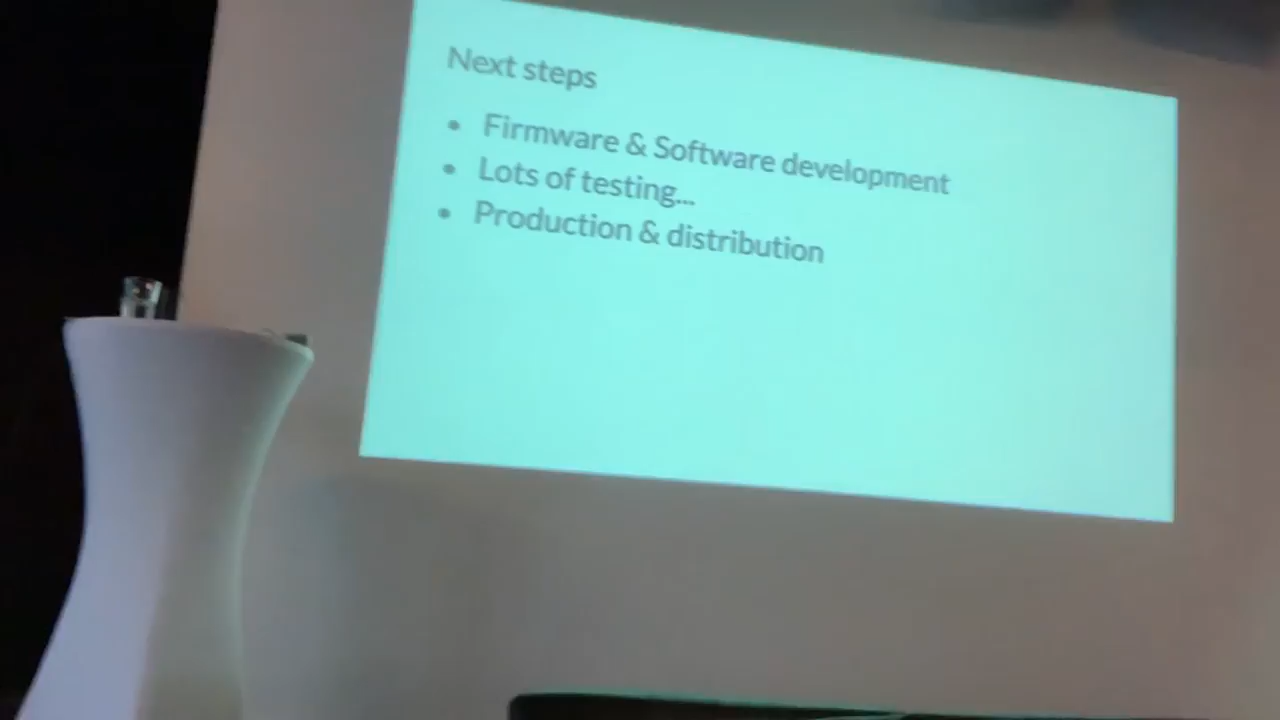 Next steps
• Firmware & Software development
• Lots of testing...
• Production & distribution